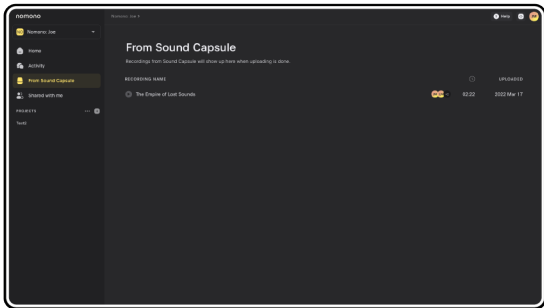 nomono
Nomono Joe
Help
Nomono: Joe
Home
Activity
From Sound Capsule
Shared with me
PROJECTS
From Sound Capsule
Recordings from Sound Capsule will show up here when uploading is done.
RECORDING NAME
UPLOADED
The Empire of Lost Sounds
02:22
2022 Mar 17